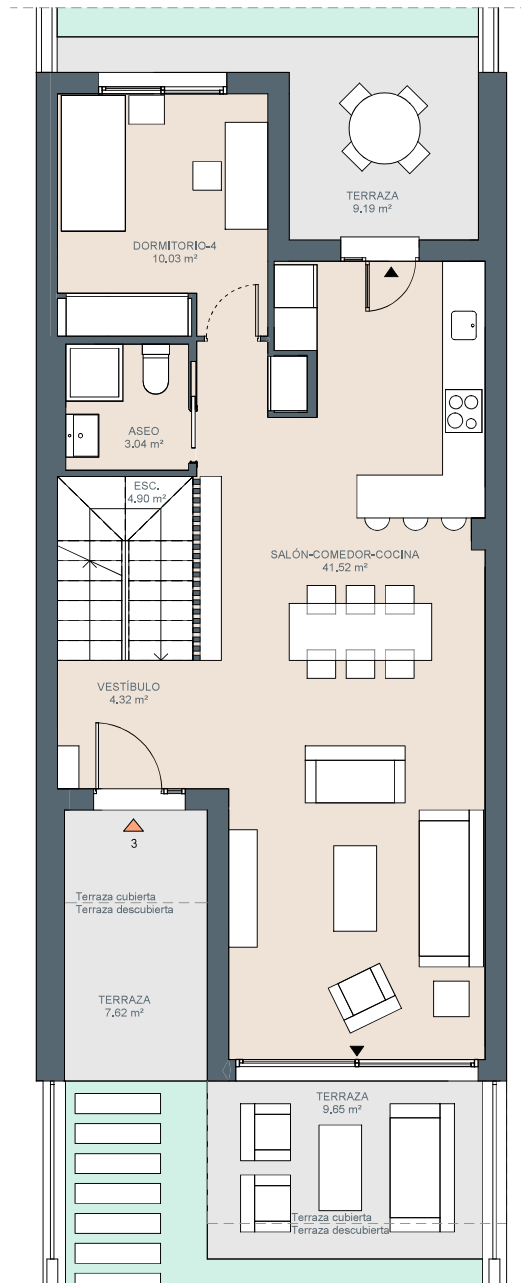 TERRAZA
9.19 m²
DORMITORIO-4
10.03 m²
ASEO
3.04 m²
ESC.
4.90 m²
SALÓN-COMEDOR-COCINA
41.52 m²
VESTÍBULO
4.32 m²
3
Terraza cubierta
Terraza descubierta
TERRAZA
7.62 m²
TERRAZA
9.65 m²
Terraza cubierta
Terraza descubierta